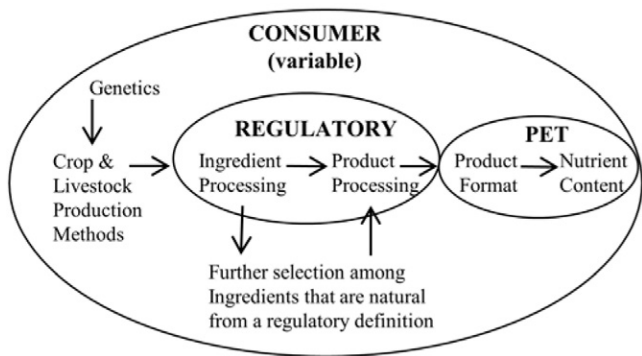 CONSUMER
(variable)
Genetics
REGULATORY
PET
Crop &
Livestock
Production
Methods
Ingredient
Processing
Product
Processing
Product
Format
Nutrient
Content
Further selection among
Ingredients that are natural
from a regulatory definition